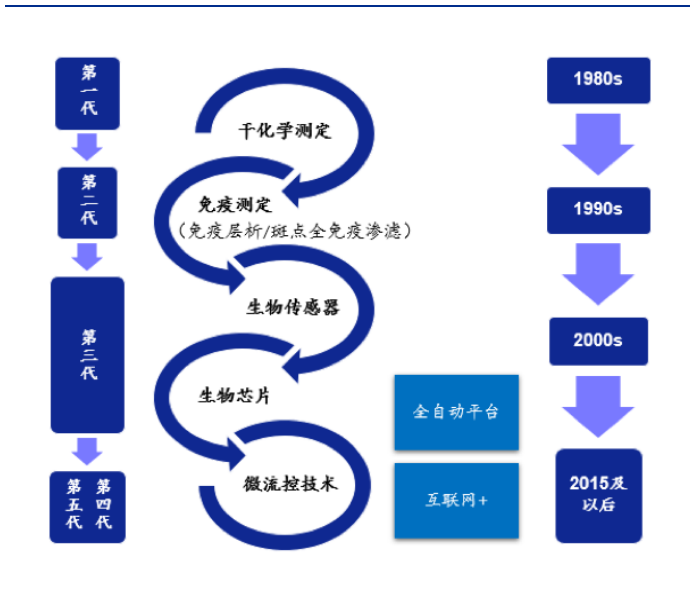 第一代
干化学测定
1980s
第二代
免疫测定
（免疫层析/斑点全免疫渗滤）
1990s
第三代
生物传感器
生物芯片
2000s
全自动平台
第四代
第五代
微流控技术
互联网+
2015及
以后